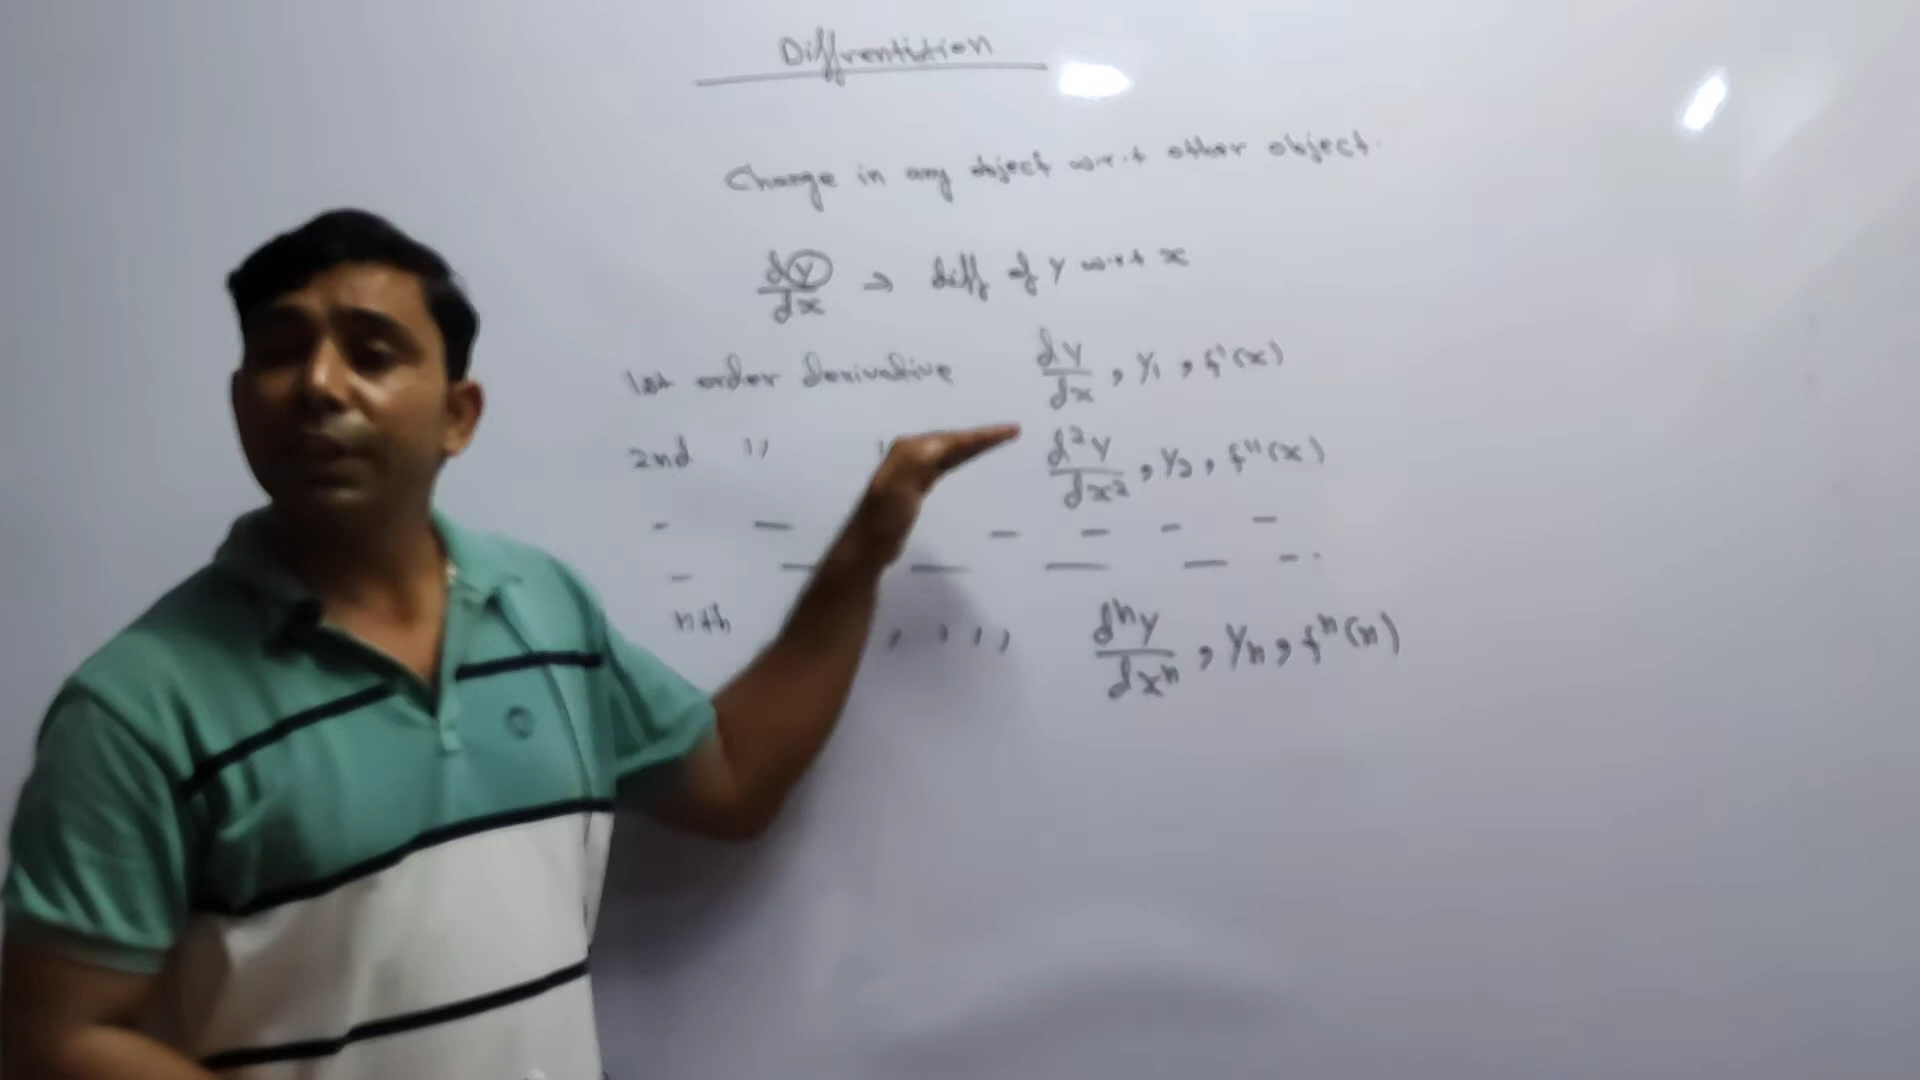 Diffrentidion
Change in any object w.r.t other object.
dy/dx → diff of y w.r.t x
1st order derivative dy/dx, y₁, f'(x)
2nd ,, ,, d²y/dx², y₂, f''(x)
- - - - - -
- - - - - -.
nth , , , , dⁿy/dxⁿ, yₙ, fⁿ(n)